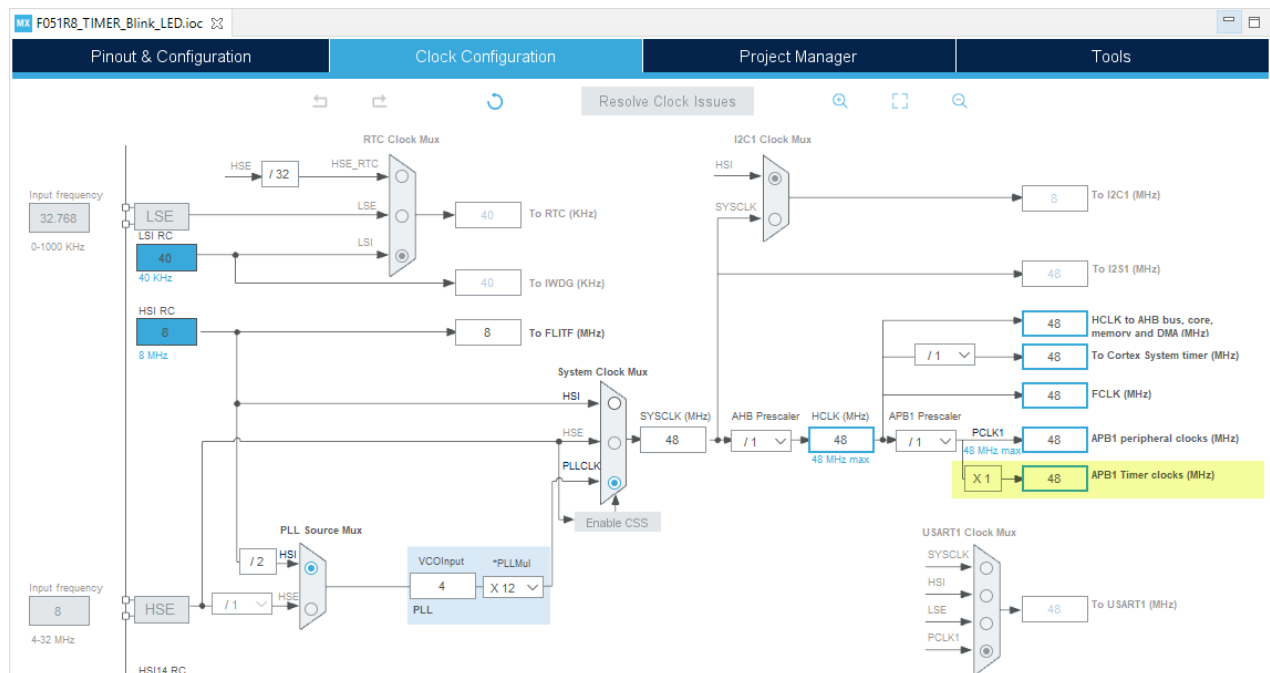 MX F051R8_TIMER_Blink_LED.ioc
Pinout & Configuration
Clock Configuration
Project Manager
Tools
Resolve Clock Issues
RTC Clock Mux
I2C1 Clock Mux
HSE
/ 32
HSE_RTC
HSI
Input frequency
32.768
0-1000 KHz
LSE
LSE
40
To RTC (KHz)
SYSCLK
8
To I2C1 (MHz)
LSI RC
40
40 KHz
LSI
40
To IWDG (KHz)
48
To I2S1 (MHz)
HSI RC
8
8 MHz
8
To FLITF (MHz)
48
HCLK to AHB bus, core,
memory and DMA (MHz)
/ 1
48
To Cortex System timer (MHz)
System Clock Mux
HSI
HSE
PLLCLK
Enable CSS
SYSCLK (MHz)
48
AHB Prescaler
/ 1
HCLK (MHz)
48
48 MHz max
APB1 Prescaler
/ 1
48
FCLK (MHz)
PCLK1
48 MHz max
48
APB1 peripheral clocks (MHz)
X 1
48
APB1 Timer clocks (MHz)
PLL Source Mux
/ 2
HSI
HSE
VCOInput
4
*PLLMul
X 12
PLL
Input frequency
8
4-32 MHz
HSE
/ 1
USART1 Clock Mux
SYSCLK
HSI
LSE
PCLK1
48
To USART1 (MHz)
HSI14 RC